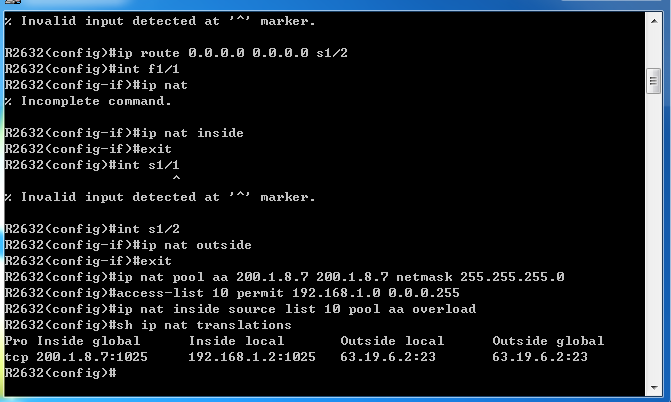 % Invalid input detected at '^' marker.
R2632(config)#ip route 0.0.0.0 0.0.0.0 s1/2
R2632(config)#int f1/1
R2632(config-if)#ip nat
% Incomplete command.
R2632(config-if)#ip nat inside
R2632(config-if)#exit
R2632(config)#int s1/1
^
% Invalid input detected at '^' marker.
R2632(config)#int s1/2
R2632(config-if)#ip nat outside
R2632(config-if)#exit
R2632(config)#ip nat pool aa 200.1.8.7 200.1.8.7 netmask 255.255.255.0
R2632(config)#access-list 10 permit 192.168.1.0 0.0.0.255
R2632(config)#ip nat inside source list 10 pool aa overload
R2632(config)#sh ip nat translations
Pro Inside global      Inside local       Outside local      Outside global
tcp 200.1.8.7:1025     192.168.1.2:1025   63.19.6.2:23       63.19.6.2:23
R2632(config)#